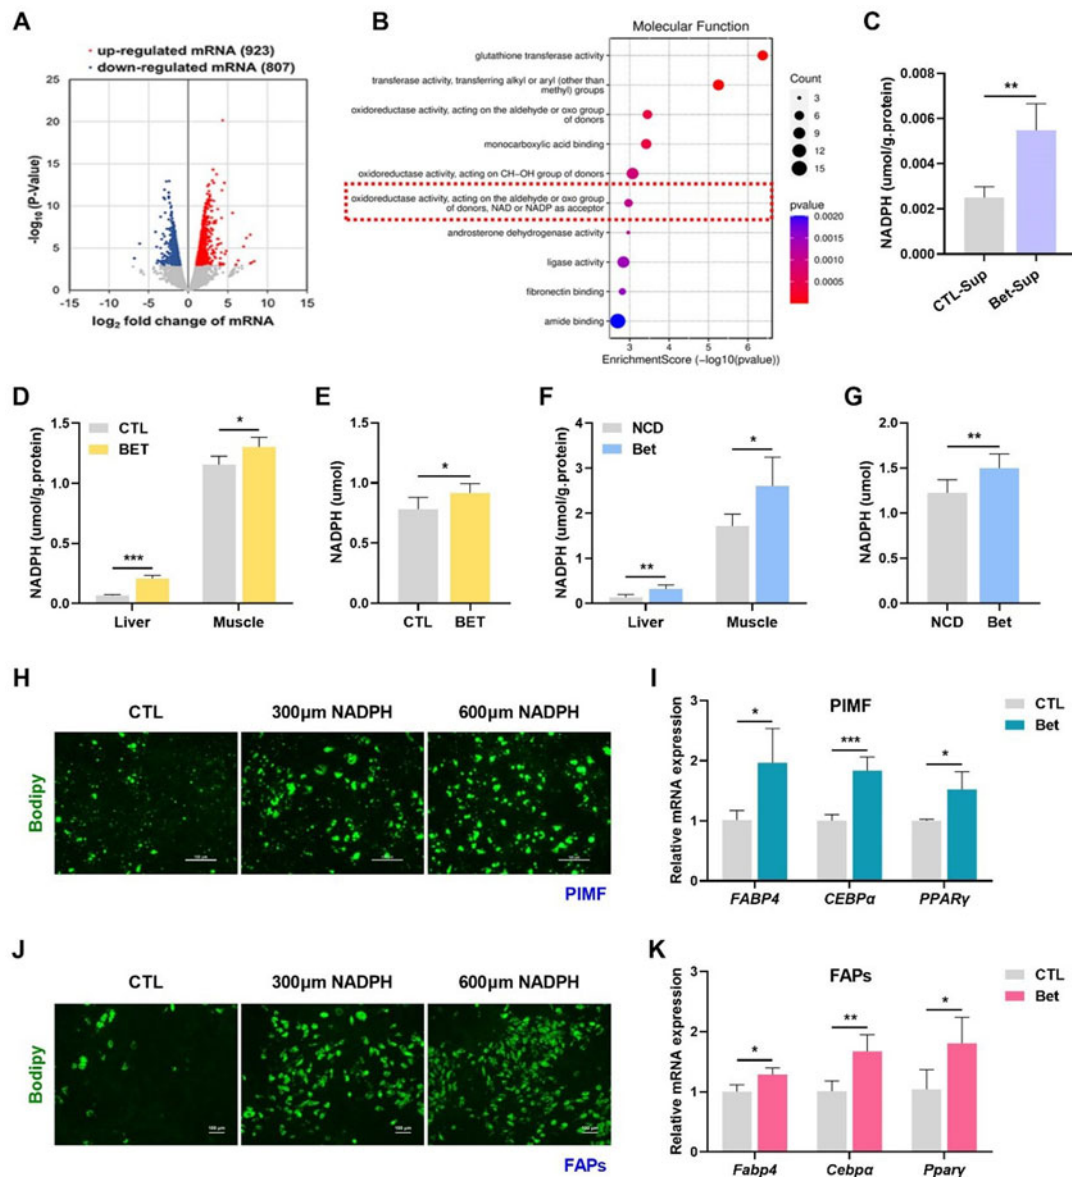 A
up-regulated mRNA (923)
down-regulated mRNA (807)
25
20
15
10
5
0
-15
-10
-5
0
5
10
15
-log10 (P-Value)
log2 fold change of mRNA
B
Molecular Function
glutathione transferase activity
transferase activity, transferring alkyl or aryl (other than
methyl) groups
oxidoreductase activity, acting on the aldehyde or oxo group
of donors
monocarboxylic acid binding
oxidoreductase activity, acting on CH-OH group of donors
oxidoreductase activity, acting on the aldehyde or oxo group
of donors, NAD or NADP as acceptor
androsterone dehydrogenase activity
ligase activity
fibronectin binding
amide binding
3
4
5
6
EnrichmentScore (-log10(pvalue))
Count
3
6
9
12
15
pvalue
0.0020
0.0015
0.0010
0.0005
C
NADPH (umol/g.protein)
0.008
0.006
0.004
0.002
0.000
**
CTL-Sup
Bet-Sup
D
NADPH (umol/g.protein)
1.5
1.0
0.5
0.0
CTL
BET
***
*
Liver
Muscle
E
NADPH (umol)
1.5
1.0
0.5
0.0
*
CTL
BET
F
NADPH (umol/g.protein)
4
3
2
1
0
NCD
Bet
**
*
Liver
Muscle
G
NADPH (umol)
2.0
1.5
1.0
0.5
0.0
**
NCD
Bet
H
CTL
300μm NADPH
600μm NADPH
Bodipy
PIMF
I
PIMF
Relative mRNA expression
3
2
1
0
*
***
*
CTL
Bet
FABP4
CEBPα
PPARγ
J
CTL
300μm NADPH
600μm NADPH
Bodipy
100 μm
100 μm
100 μm
FAPs
K
FAPs
Relative mRNA expression
3
2
1
0
*
**
*
CTL
Bet
Fabp4
Cebpα
Pparγ